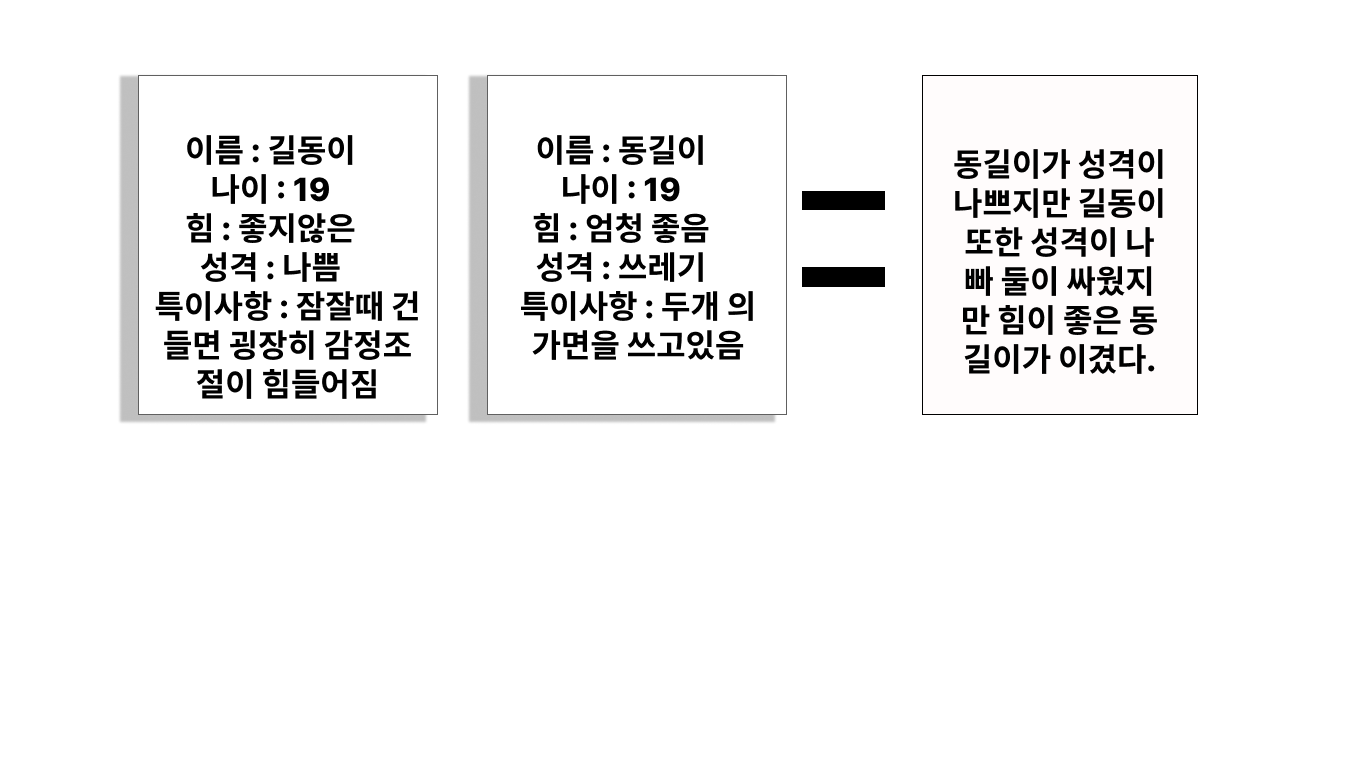 이름 : 길동이
나이 : 19
힘 : 좋지않은
성격 : 나쁨
특이사항 : 잠잘때 건
들면 굉장히 감정조
절이 힘들어짐
이름 : 동길이
나이 : 19
힘 : 엄청 좋음
성격 : 쓰레기
특이사항 : 두개 의
가면을 쓰고있음
동길이가 성격이
나쁘지만 길동이
또한 성격이 나
빠 둘이 싸웠지
만 힘이 좋은 동
길이가 이겼다.